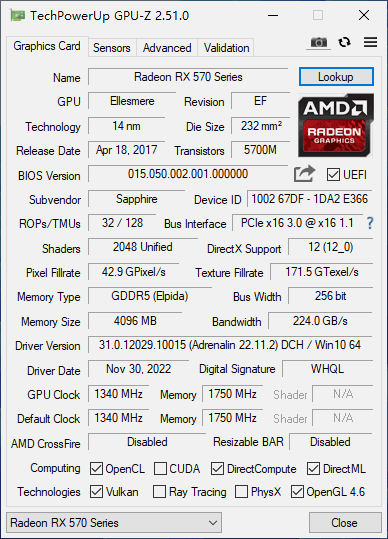 TechPowerUp GPU-Z 2.51.0
Graphics Card Sensors Advanced Validation
Name Radeon RX 570 Series Lookup
GPU Ellesmere Revision EF
Technology 14 nm Die Size 232 mm²
Release Date Apr 18, 2017 Transistors 5700M
AMD
RADEON
GRAPHICS
BIOS Version 015.050.002.001.000000 UEFI
Subvendor Sapphire Device ID 1002 67DF - 1DA2 E366
ROPs/TMUs 32 / 128 Bus Interface PCIe x16 3.0 @ x16 1.1 ?
Shaders 2048 Unified DirectX Support 12 (12_0)
Pixel Fillrate 42.9 GPixel/s Texture Fillrate 171.5 GTexel/s
Memory Type GDDR5 (Elpida) Bus Width 256 bit
Memory Size 4096 MB Bandwidth 224.0 GB/s
Driver Version 31.0.12029.10015 (Adrenalin 22.11.2) DCH / Win10 64
Driver Date Nov 30, 2022 Digital Signature WHQL
GPU Clock 1340 MHz Memory 1750 MHz Shader N/A
Default Clock 1340 MHz Memory 1750 MHz Shader N/A
AMD CrossFire Disabled Resizable BAR Disabled
Computing OpenCL CUDA DirectCompute DirectML
Technologies Vulkan Ray Tracing PhysX OpenGL 4.6
Radeon RX 570 Series Close